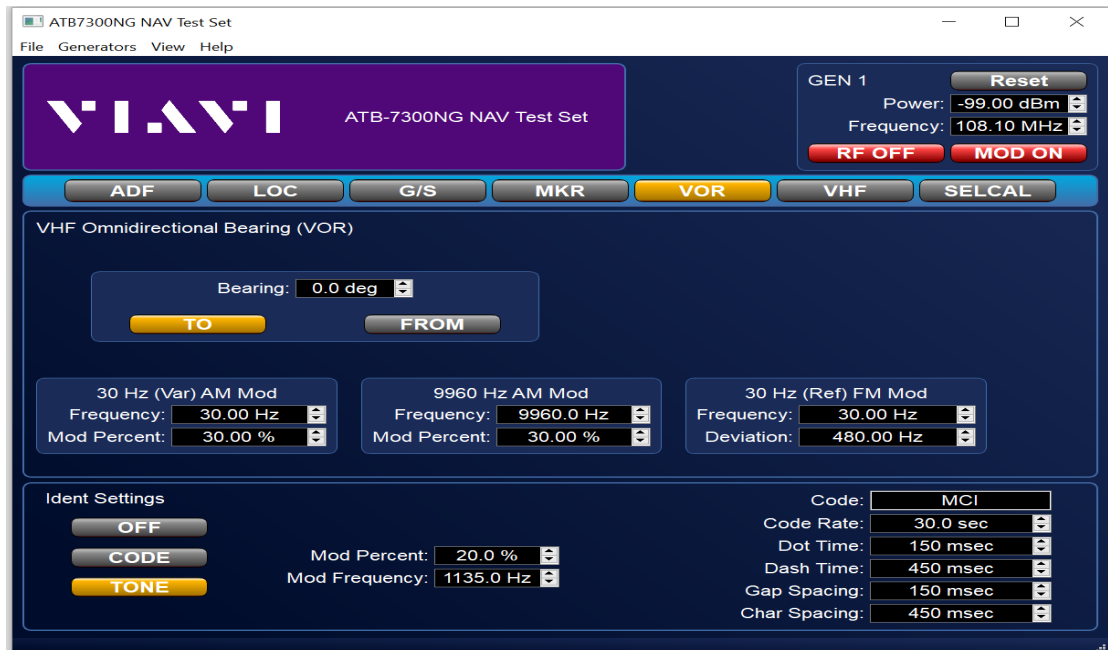 ATB7300NG NAV Test Set
File Generators View Help
VIAVI
ATB-7300NG NAV Test Set
GEN 1 Reset
Power: -99.00 dBm
Frequency: 108.10 MHz
RF OFF MOD ON
ADF LOC G/S MKR VOR VHF SELCAL
VHF Omnidirectional Bearing (VOR)
Bearing: 0.0 deg
TO FROM
30 Hz (Var) AM Mod
Frequency: 30.00 Hz
Mod Percent: 30.00 %
9960 Hz AM Mod
Frequency: 9960.0 Hz
Mod Percent: 30.00 %
30 Hz (Ref) FM Mod
Frequency: 30.00 Hz
Deviation: 480.00 Hz
Ident Settings
OFF
CODE
TONE
Mod Percent: 20.0 %
Mod Frequency: 1135.0 Hz
Code: MCI
Code Rate: 30.0 sec
Dot Time: 150 msec
Dash Time: 450 msec
Gap Spacing: 150 msec
Char Spacing: 450 msec